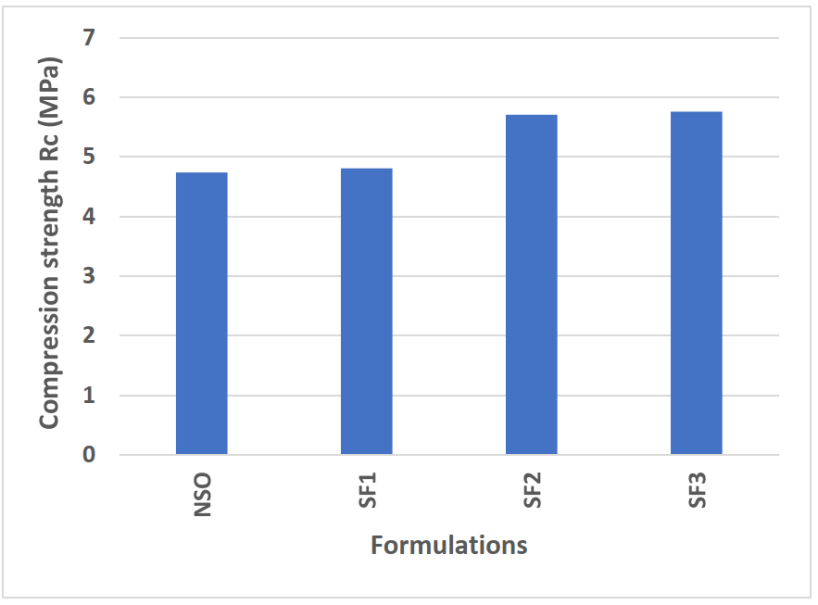 7
6
5
4
3
2
1
0
Compression strength Rc (MPa)
NSO
SF1
SF2
SF3
Formulations